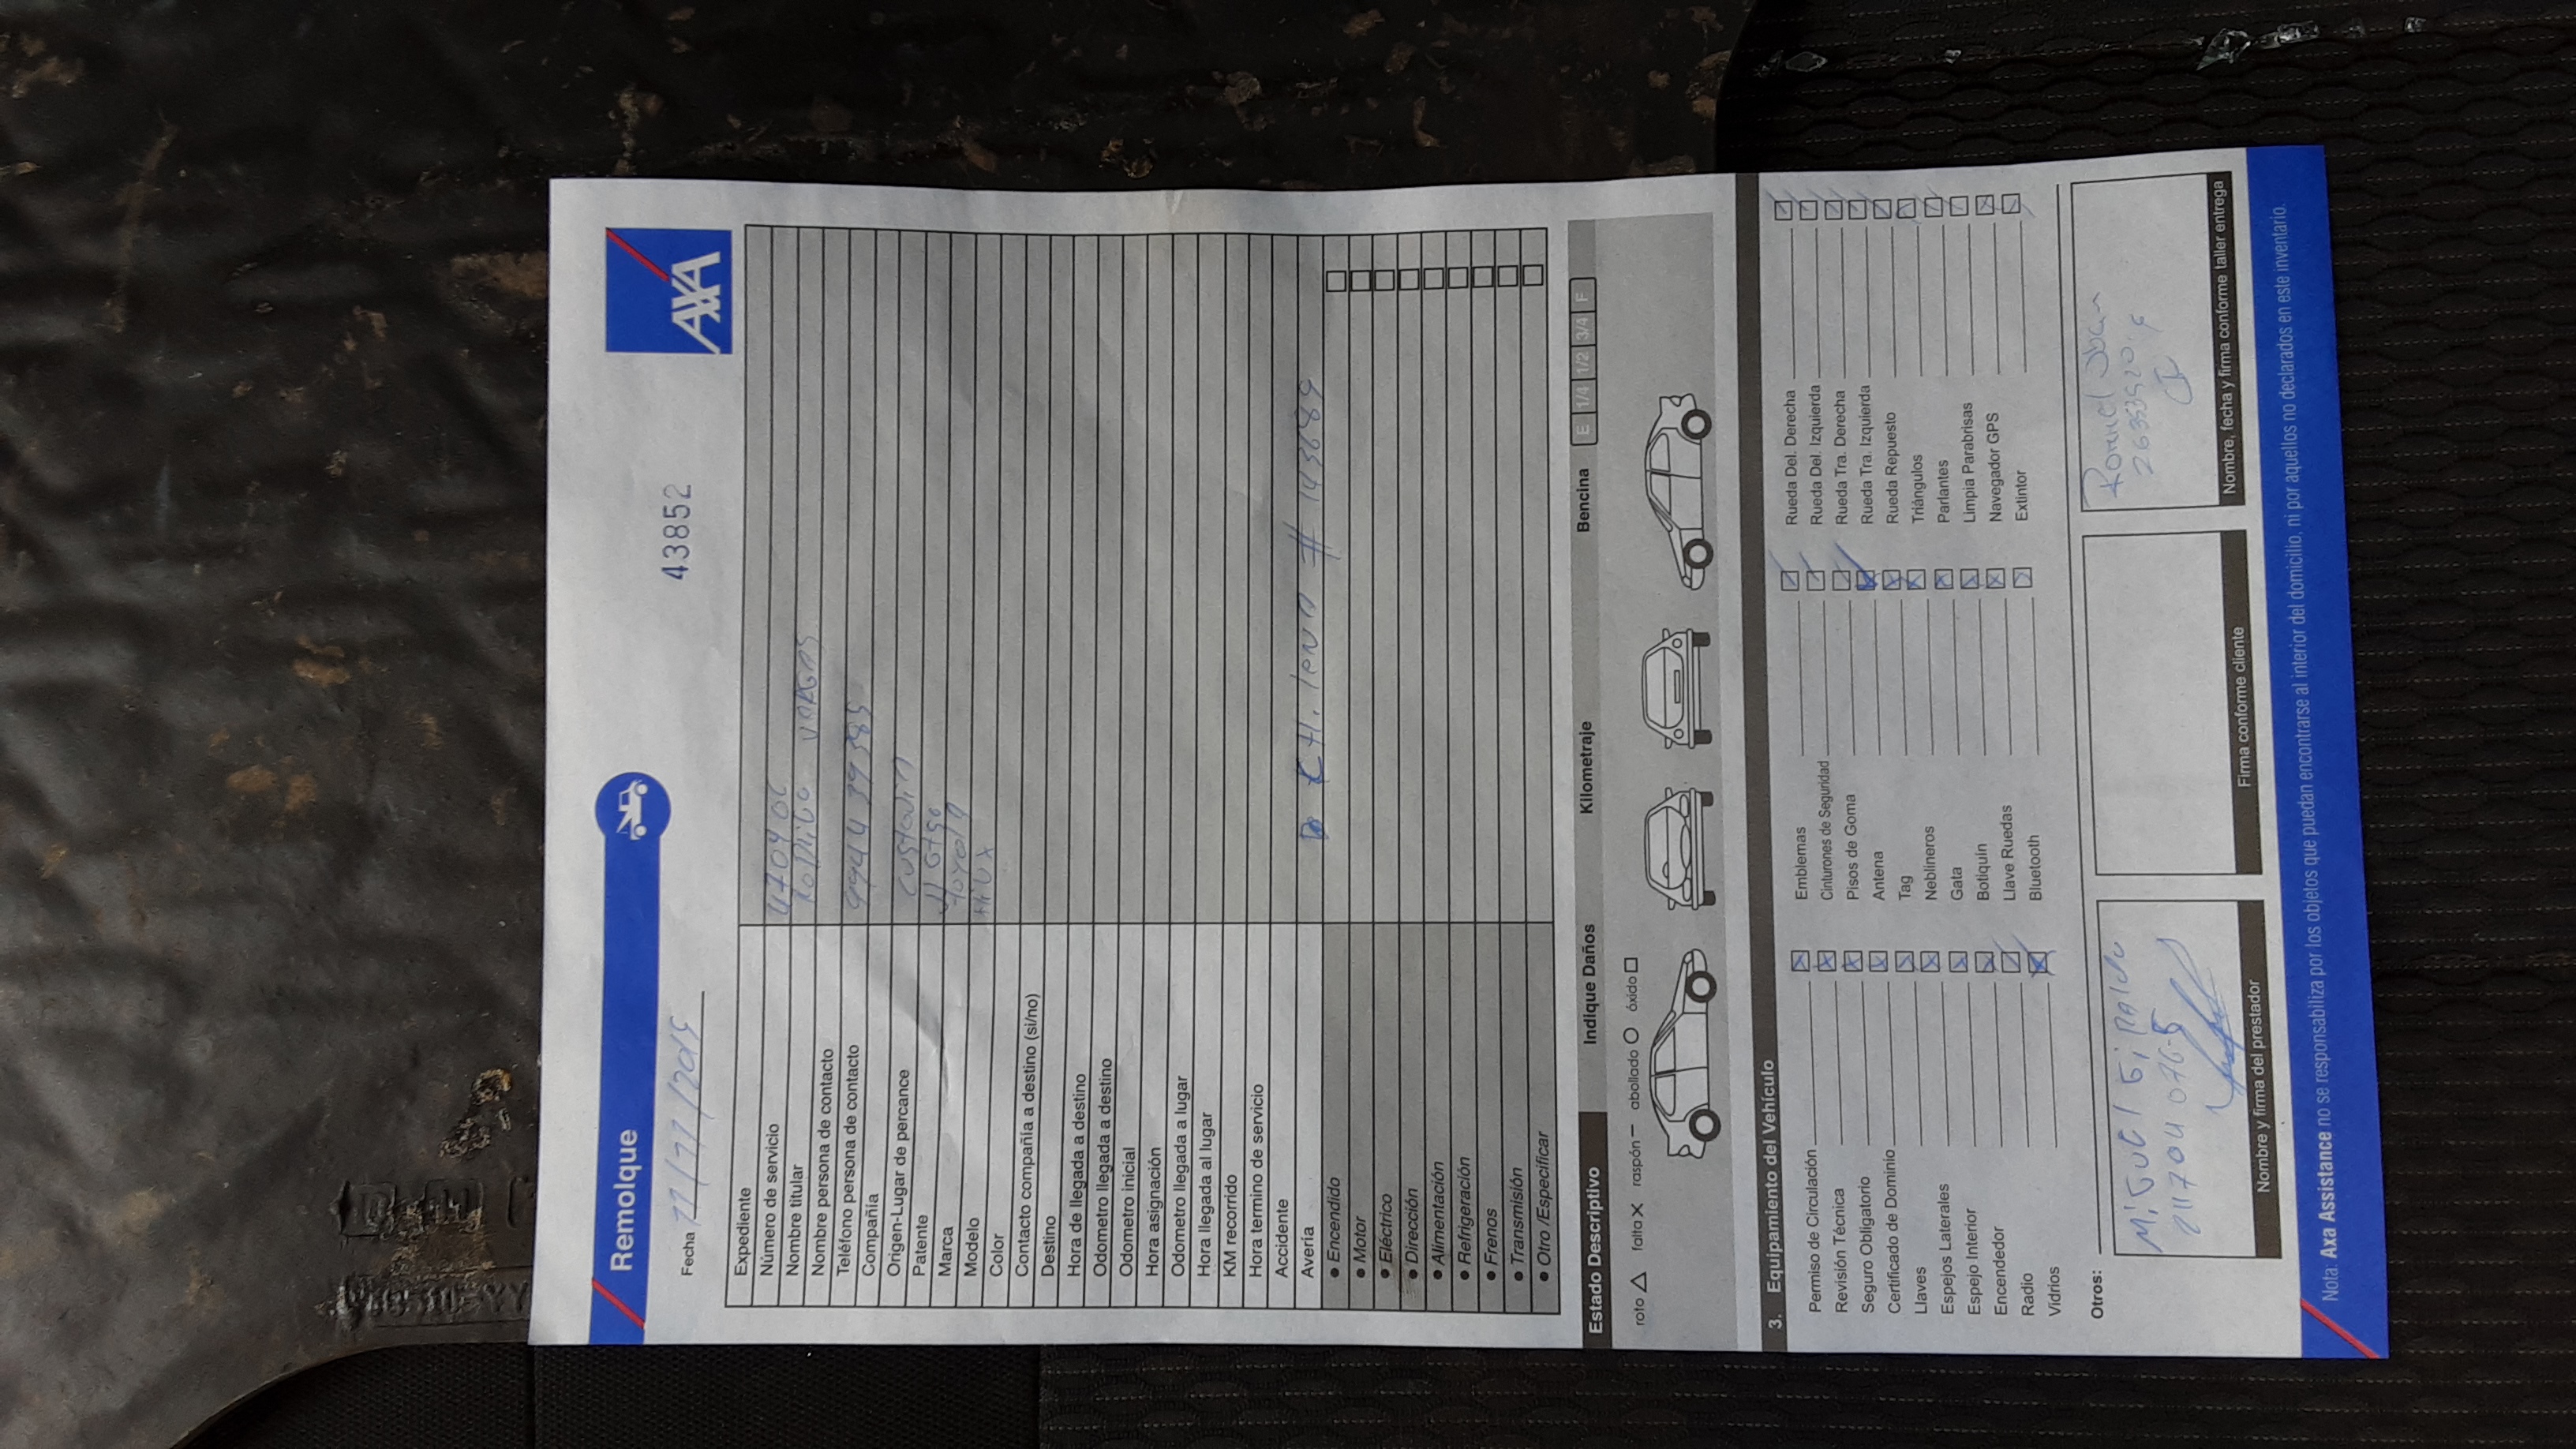 Remolque
AXA
43852
Fecha
Expediente
Número de servicio 470906
Nombre titular VARGAS
Nombre persona de contacto
Teléfono persona de contacto
Compañía
Origen-Lugar de percance
Patente
Marca toyota
Modelo Hilux
Color
Contacto compañía a destino (si/no)
Destino
Hora de llegada a destino
Odometro llegada a destino
Odometro inicial
Hora asignación
Odometro llegada a lugar
Hora llegada al lugar
KM recorrido
Hora termino de servicio
Accidente
Avería # 143689
• Encendido
• Motor
• Eléctrico
• Dirección
• Alimentación
• Refrigeración
• Frenos
• Transmisión
• Otro /Especificar
Estado Descriptivo Indique Daños Kilometraje Bencina E 1/4 1/2 3/4 F
roto △ falta X raspón – abollado ○ óxido □
3. Equipamiento del Vehículo
Permiso de Circulación
Revisión Técnica
Seguro Obligatorio
Certificado de Dominio
Llaves
Espejos Laterales
Espejo Interior
Encendedor
Radio
Vidrios
Emblemas
Cinturones de Seguridad
Pisos de Goma
Antena
Tag
Neblineros
Gata
Botiquín
Llave Ruedas
Bluetooth
Rueda Del. Derecha
Rueda Del. Izquierda
Rueda Tra. Derecha
Rueda Tra. Izquierda
Rueda Repuesto
Triángulos
Parlantes
Limpia Parabrisas
Navegador GPS
Extintor
Otros:
Miguel Giraldo
Nombre y firma del prestador
Firma conforme cliente
Nombre, fecha y firma conforme taller entrega
Nota: Axa Assistance no se responsabiliza por los objetos que puedan encontrarse al interior del domicilio, ni por aquellos no declarados en este inventario.